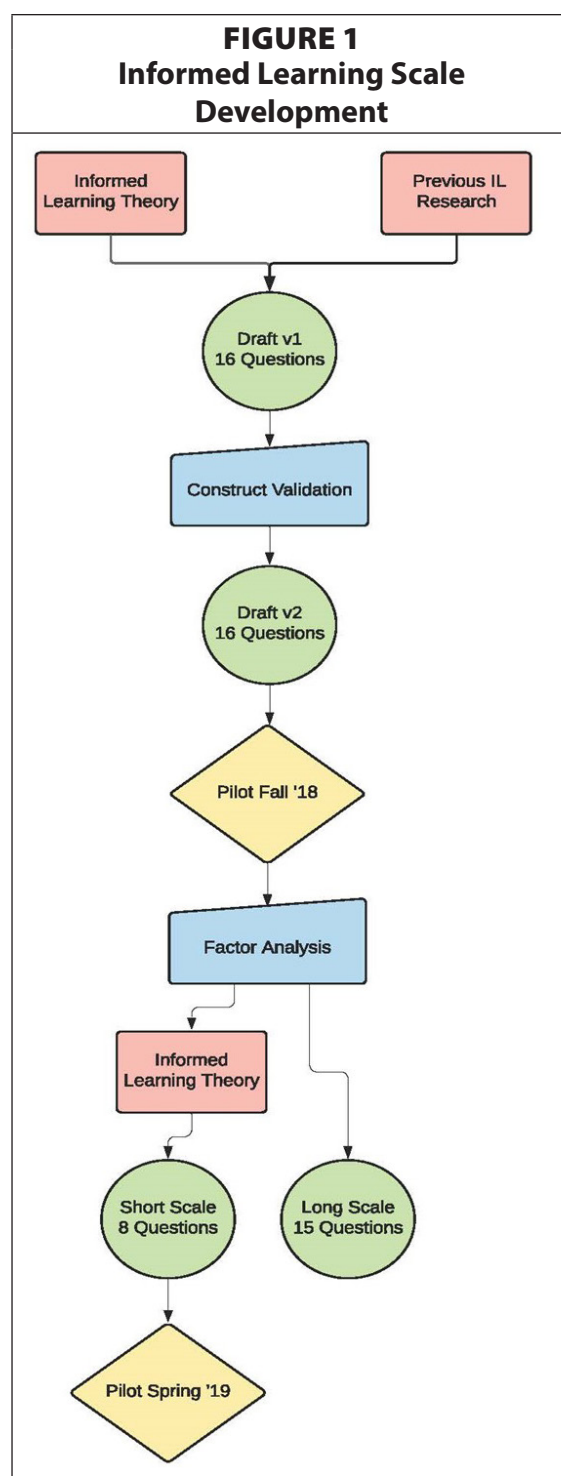 FIGURE 1
Informed Learning Scale
Development
Informed
Learning Theory
Previous IL
Research
Draft v1
16 Questions
Construct Validation
Draft v2
16 Questions
Pilot Fall '18
Factor Analysis
Informed
Learning Theory
Short Scale
8 Questions
Long Scale
15 Questions
Pilot Spring '19